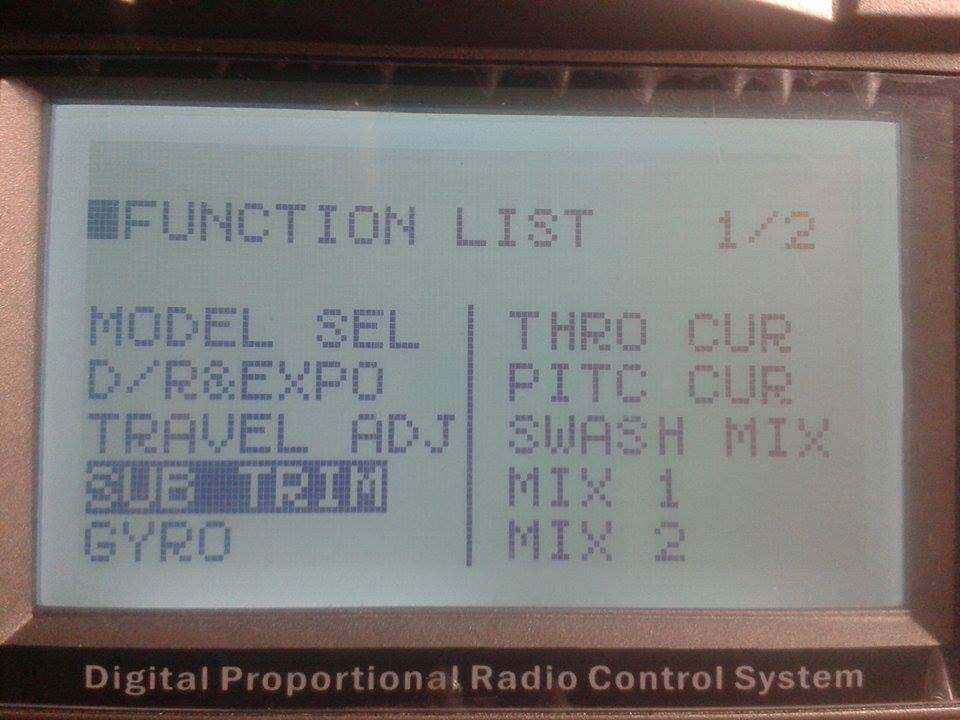 FUNCTION LIST 1/2
MODEL SEL
D/R&EXPO
TRAVEL ADJ
SUB TRIM
GYRO
THRO CUR
PITC CUR
SWASH MIX
MIX 1
MIX 2
Digital Proportional Radio Control System